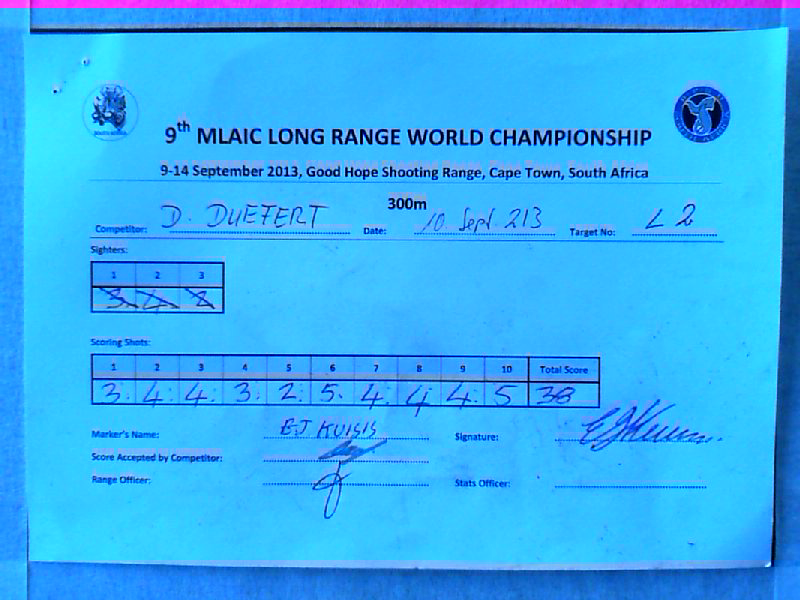 9th MLAIC LONG RANGE WORLD CHAMPIONSHIP
9-14 September 2013, Good Hope Shooting Range, Cape Town, South Africa
300m
Competitor: D. DUEFERT Date: 10 Sept. 213 Target No: L 2
Sighters:
1 2 3
3 4
Scoring Shots:
1 2 3 4 5 6 7 8 9 10 Total Score
3. 4. 4. 3. 2. 5. 4. 4 4. 5 38
Marker's Name: EJ KUISIS Signature:
Score Accepted by Competitor:
Range Officer: Stats Officer: